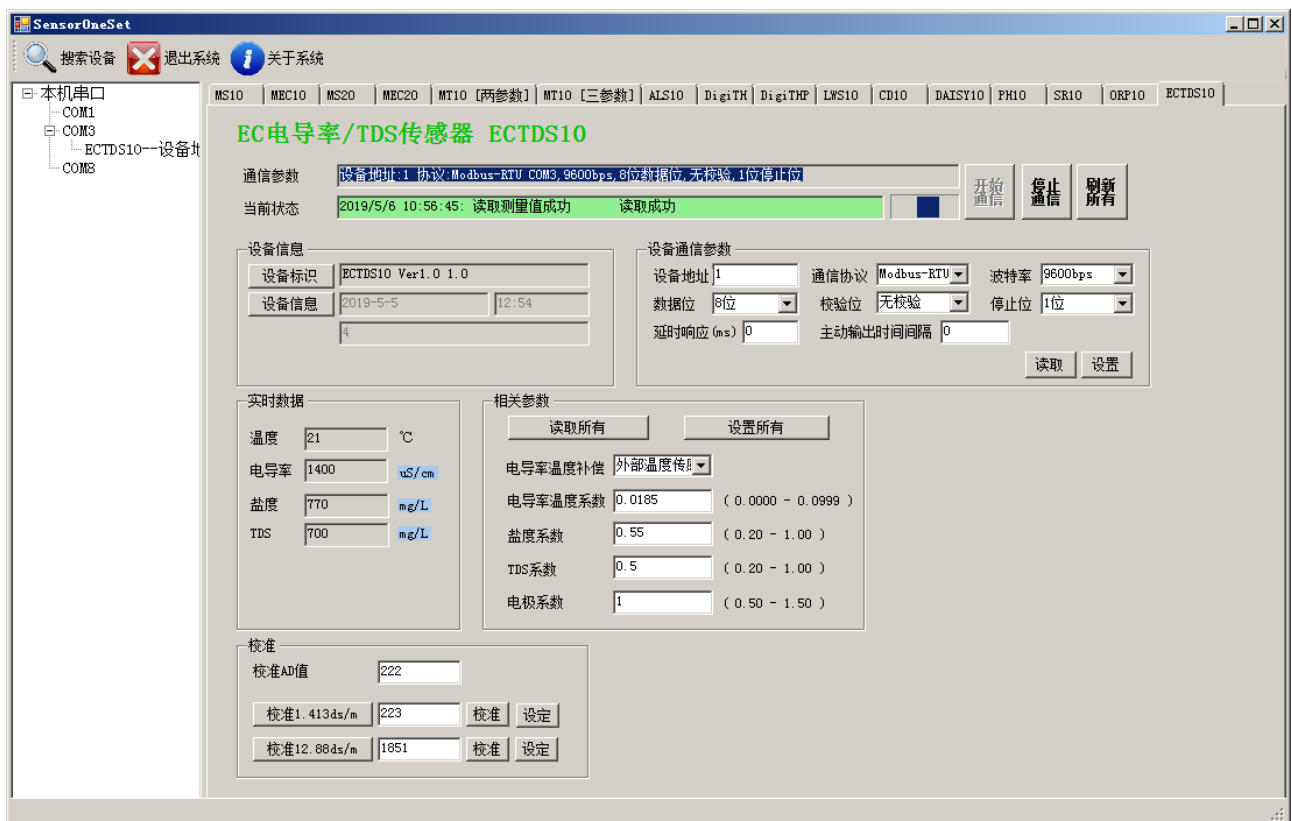 SensorOneSet
搜索设备 退出系统 关于系统
本机串口
COM1
COM3
ECTDS10--设备地
COM8
MS10 MEC10 MS20 MEC20 MT10 [两参数] MT10 [三参数] ALS10 DigiTH DigiTHP LWS10 CD10 DAISY10 PH10 SR10 ORP10 ECTDS10
EC电导率/TDS传感器 ECTDS10
通信参数 设备地址:1 协议:Modbus-RTU COM3,9600bps,8位数据位,无校验,1位停止位
当前状态 2019/5/6 10:56:45: 读取测量值成功 读取成功
开始通信 停止通信 刷新所有
设备信息
设备标识 ECTDS10 Ver1.0 1.0
设备信息 2019-5-5 12:54
4
设备通信参数
设备地址 1 通信协议 Modbus-RTU 波特率 9600bps
数据位 8位 校验位 无校验 停止位 1位
延时响应(ms) 0 主动输出时间间隔 0
读取 设置
实时数据
温度 21 ℃
电导率 1400 uS/cm
盐度 770 mg/L
TDS 700 mg/L
相关参数
读取所有 设置所有
电导率温度补偿 外部温度传
电导率温度系数 0.0185 ( 0.0000 - 0.0999 )
盐度系数 0.55 ( 0.20 - 1.00 )
TDS系数 0.5 ( 0.20 - 1.00 )
电极系数 1 ( 0.50 - 1.50 )
校准
校准AD值 222
校准1.413ds/m 223 校准 设定
校准12.88ds/m 1851 校准 设定